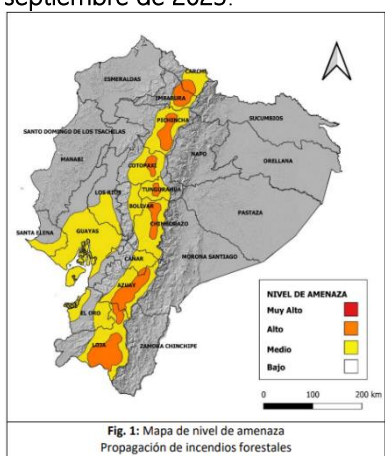 septiembre de 2025.
CARCHI
ESMERALDAS
IMBABURA
PICHINCHA
SUCUMBIOS
SANTO DOMINGO DE LOS TSACHILAS
NAPO
ORELLANA
MANABI
COTOPAXI
TUNGURAHUA
LOS RIOS
BOLIVAR
PASTAZA
CHIMBORAZO
SANTA ELENA
GUAYAS
MORONA SANTIAGO
CAÑAR
AZUAY
EL ORO
LOJA
ZAMORA CHINCHIPE
NIVEL DE AMENAZA
Muy Alto
Alto
Medio
Bajo
0 100 200 km
Fig. 1: Mapa de nivel de amenaza
Propagación de incendios forestales